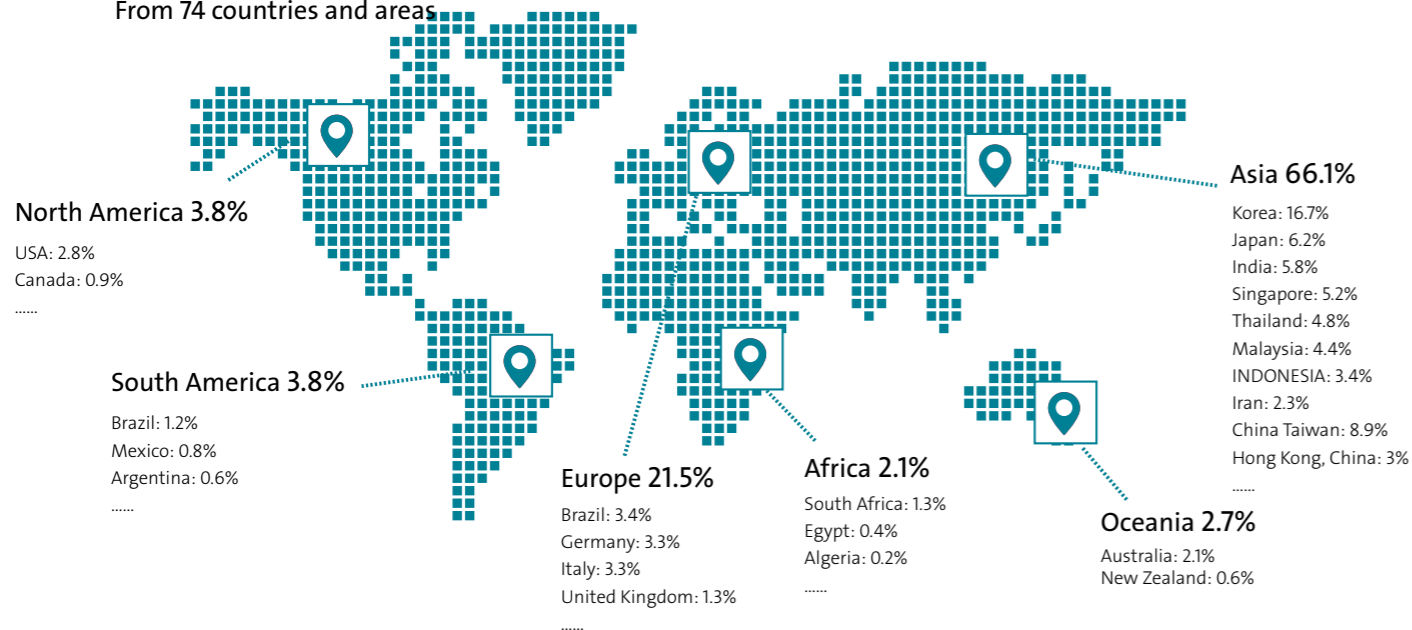 From 74 countries and areas
North America 3.8%
USA: 2.8%
Canada: 0.9%
......
South America 3.8%
Brazil: 1.2%
Mexico: 0.8%
Argentina: 0.6%
......
Europe 21.5%
Brazil: 3.4%
Germany: 3.3%
Italy: 3.3%
United Kingdom: 1.3%
......
Africa 2.1%
South Africa: 1.3%
Egypt: 0.4%
Algeria: 0.2%
......
Asia 66.1%
Korea: 16.7%
Japan: 6.2%
India: 5.8%
Singapore: 5.2%
Thailand: 4.8%
Malaysia: 4.4%
INDONESIA: 3.4%
Iran: 2.3%
China Taiwan: 8.9%
Hong Kong, China: 3%
......
Oceania 2.7%
Australia: 2.1%
New Zealand: 0.6%